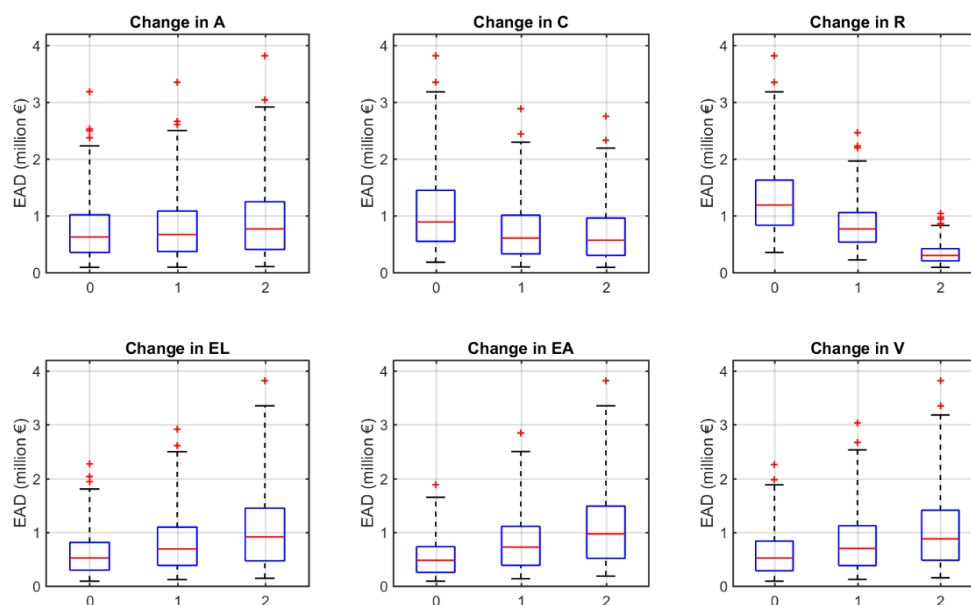 Change in A
Change in C
Change in R
EAD (million €)
4
3
2
1
0
0 1 2
EAD (million €)
4
3
2
1
0
0 1 2
EAD (million €)
4
3
2
1
0
0 1 2
Change in EL
Change in EA
Change in V
EAD (million €)
4
3
2
1
0
0 1 2
EAD (million €)
4
3
2
1
0
0 1 2
EAD (million €)
4
3
2
1
0
0 1 2